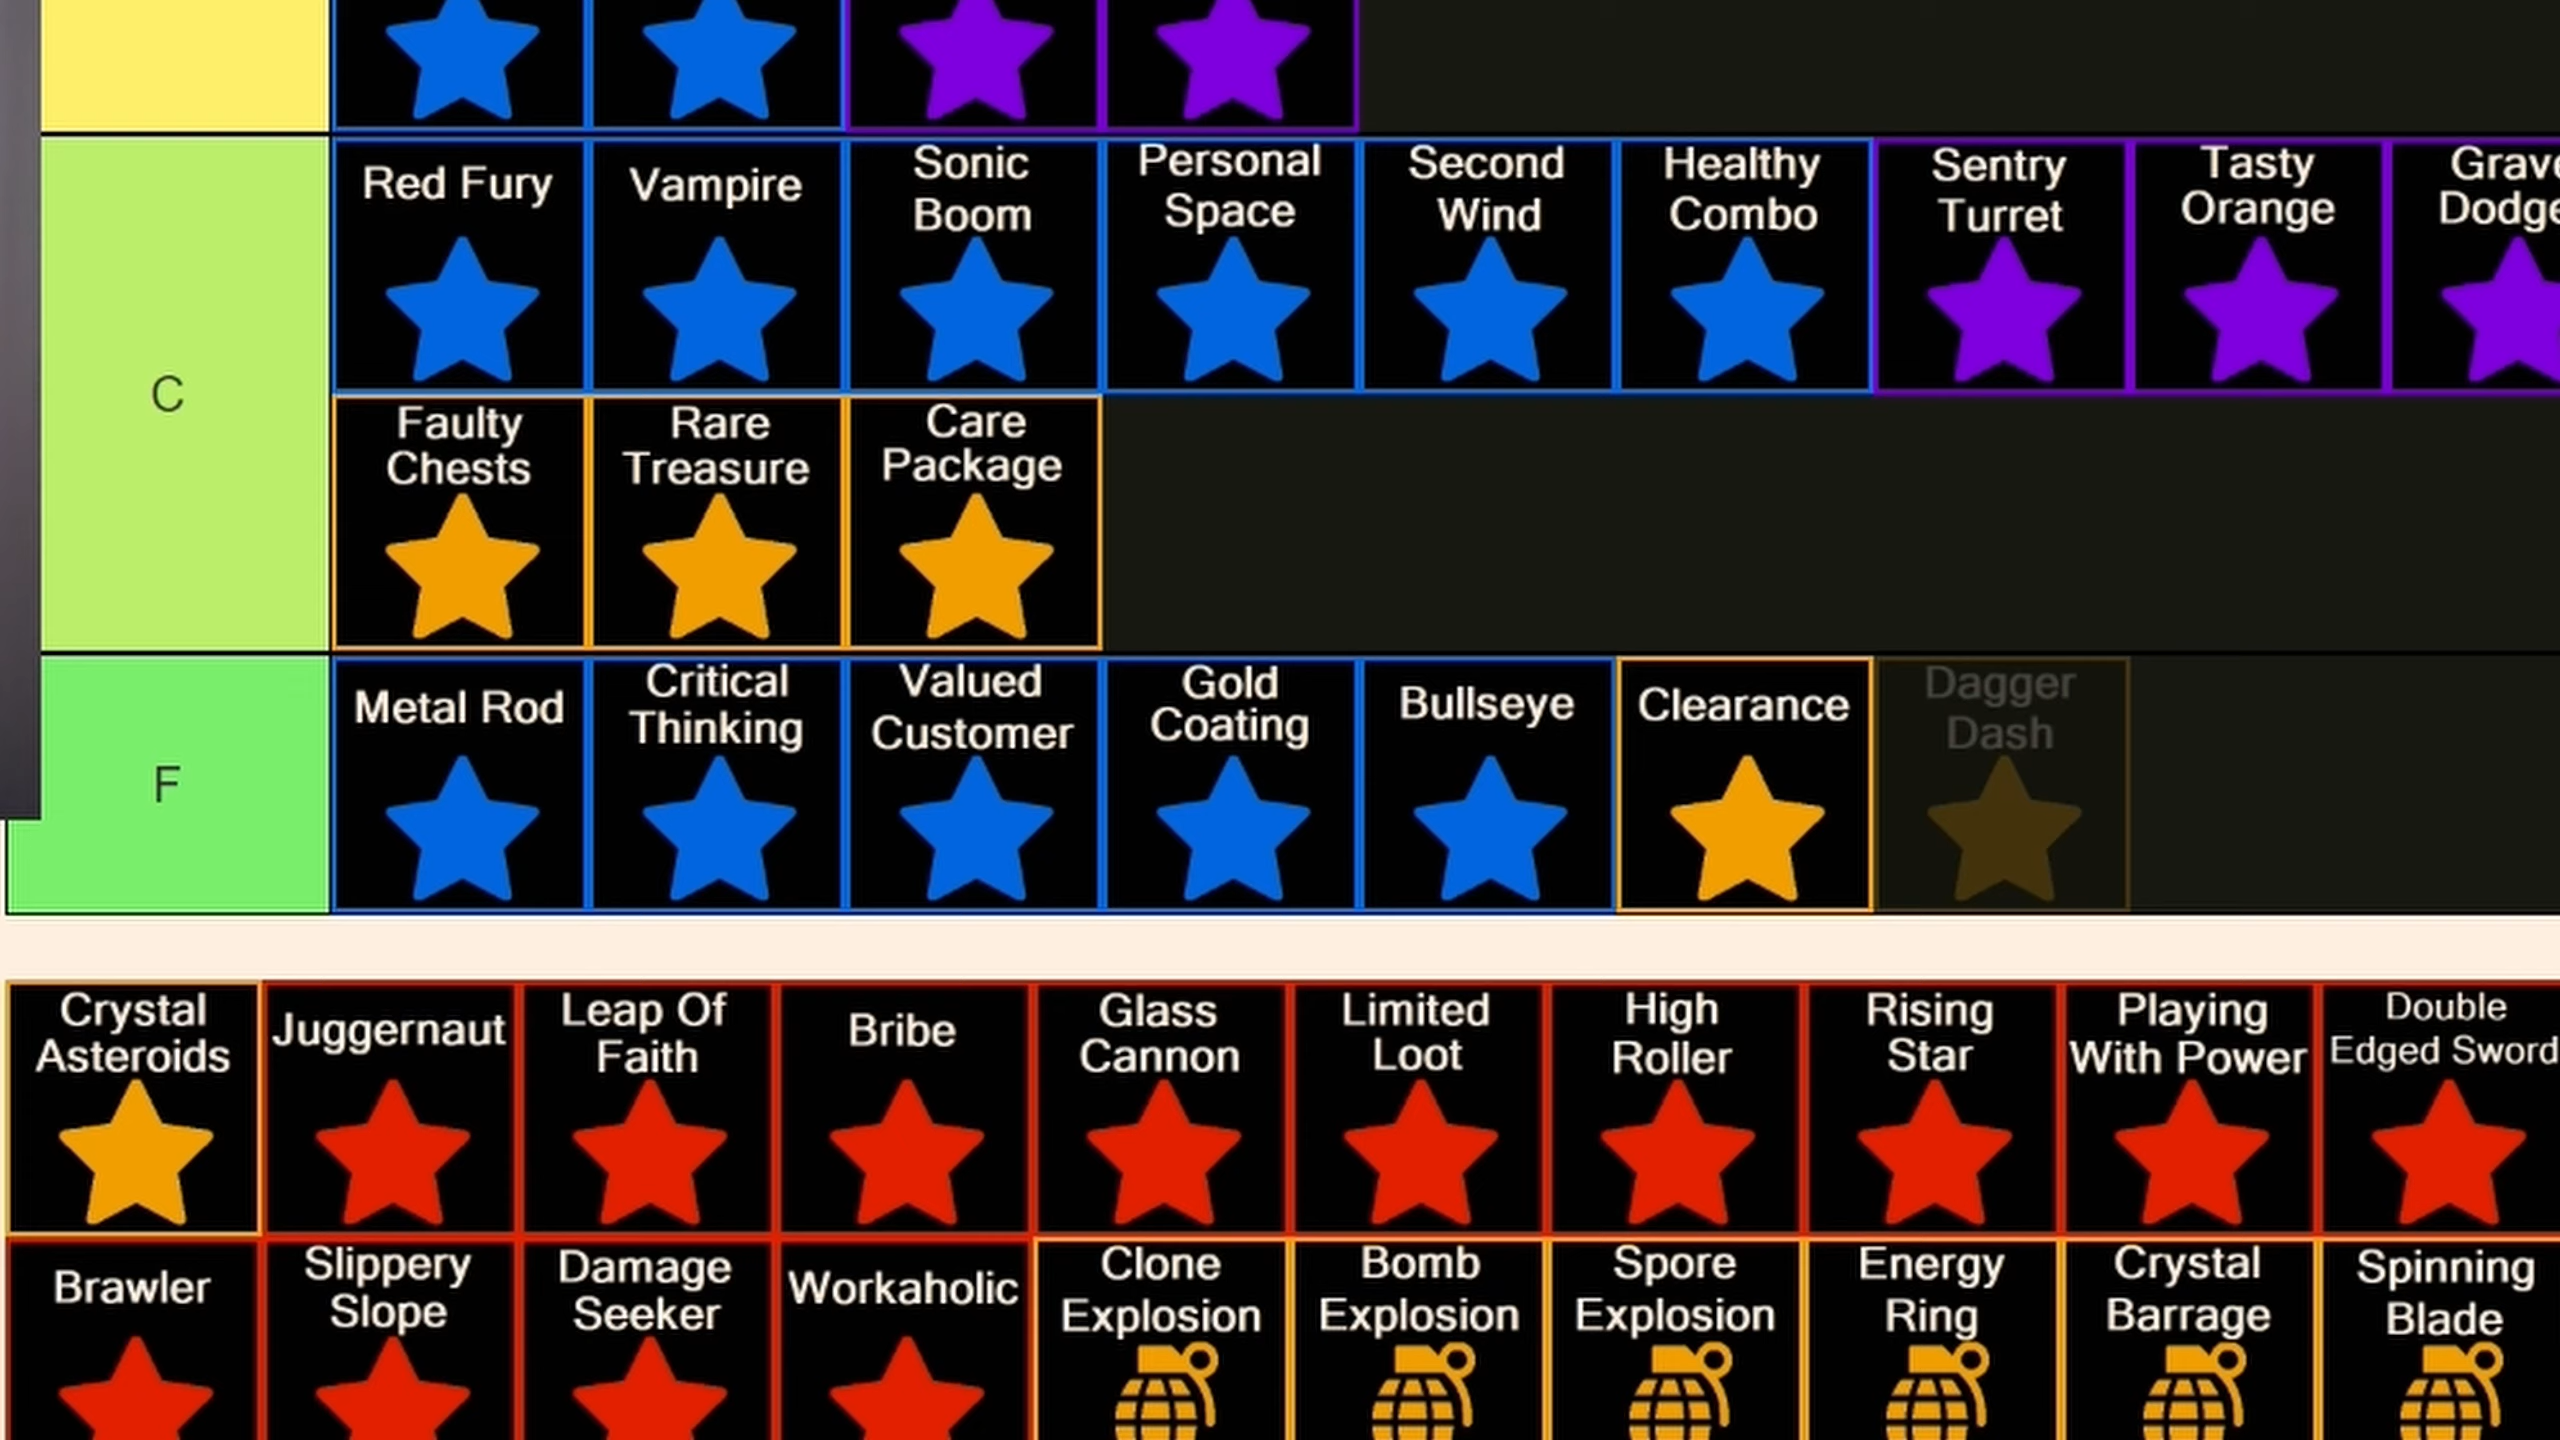 C
Red Fury
Vampire
Sonic
Boom
Personal
Space
Second
Wind
Healthy
Combo
Sentry
Turret
Tasty
Orange
Faulty
Chests
Rare
Treasure
Care
Package
F
Metal Rod
Critical
Thinking
Valued
Customer
Gold
Coating
Bullseye
Clearance
Dagger
Dash
Crystal
Asteroids
Juggernaut
Leap Of
Faith
Bribe
Glass
Cannon
Limited
Loot
High
Roller
Rising
Star
Playing
With Power
Double
Edged Sword
Brawler
Slippery
Slope
Damage
Seeker
Workaholic
Clone
Explosion
Bomb
Explosion
Spore
Explosion
Energy
Ring
Crystal
Barrage
Spinning
Blade